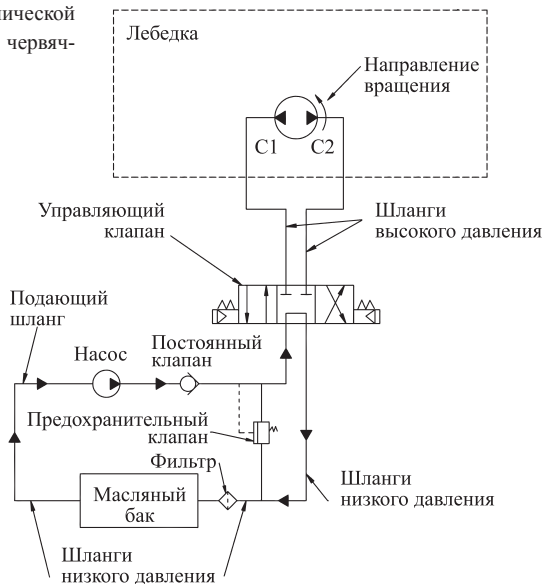 нической
червяч-
Лебедка
Направление
вращения
C1
C2
Управляющий
клапан
Шланги
высокого давления
Подающий
шланг
Насос
Постоянный
клапан
Предохранительный
клапан
Фильтр
Масляный
бак
Шланги
низкого давления
Шланги
низкого давления